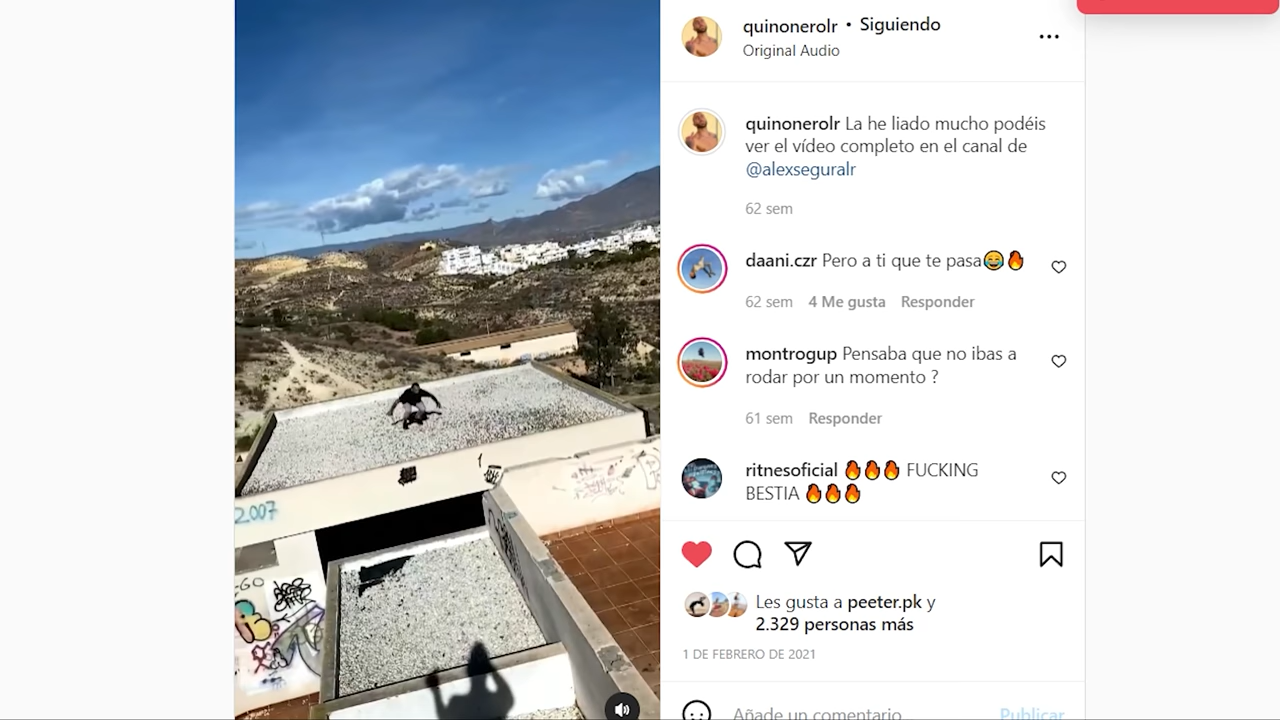 quinonerolr • Siguiendo
Original Audio
quinonerolr La he liado mucho podéis
ver el vídeo completo en el canal de
@alexseguralr
62 sem
daani.czr Pero a ti que te pasa😂🔥
62 sem 4 Me gusta Responder
montrogup Pensaba que no ibas a
rodar por un momento ?
61 sem Responder
ritnesoficial 🔥🔥🔥 FUCKING
BESTIA 🔥🔥🔥
Les gusta a peeter.pk y
2.329 personas más
1 DE FEBRERO DE 2021
Añade un comentario...
Publicar
2007